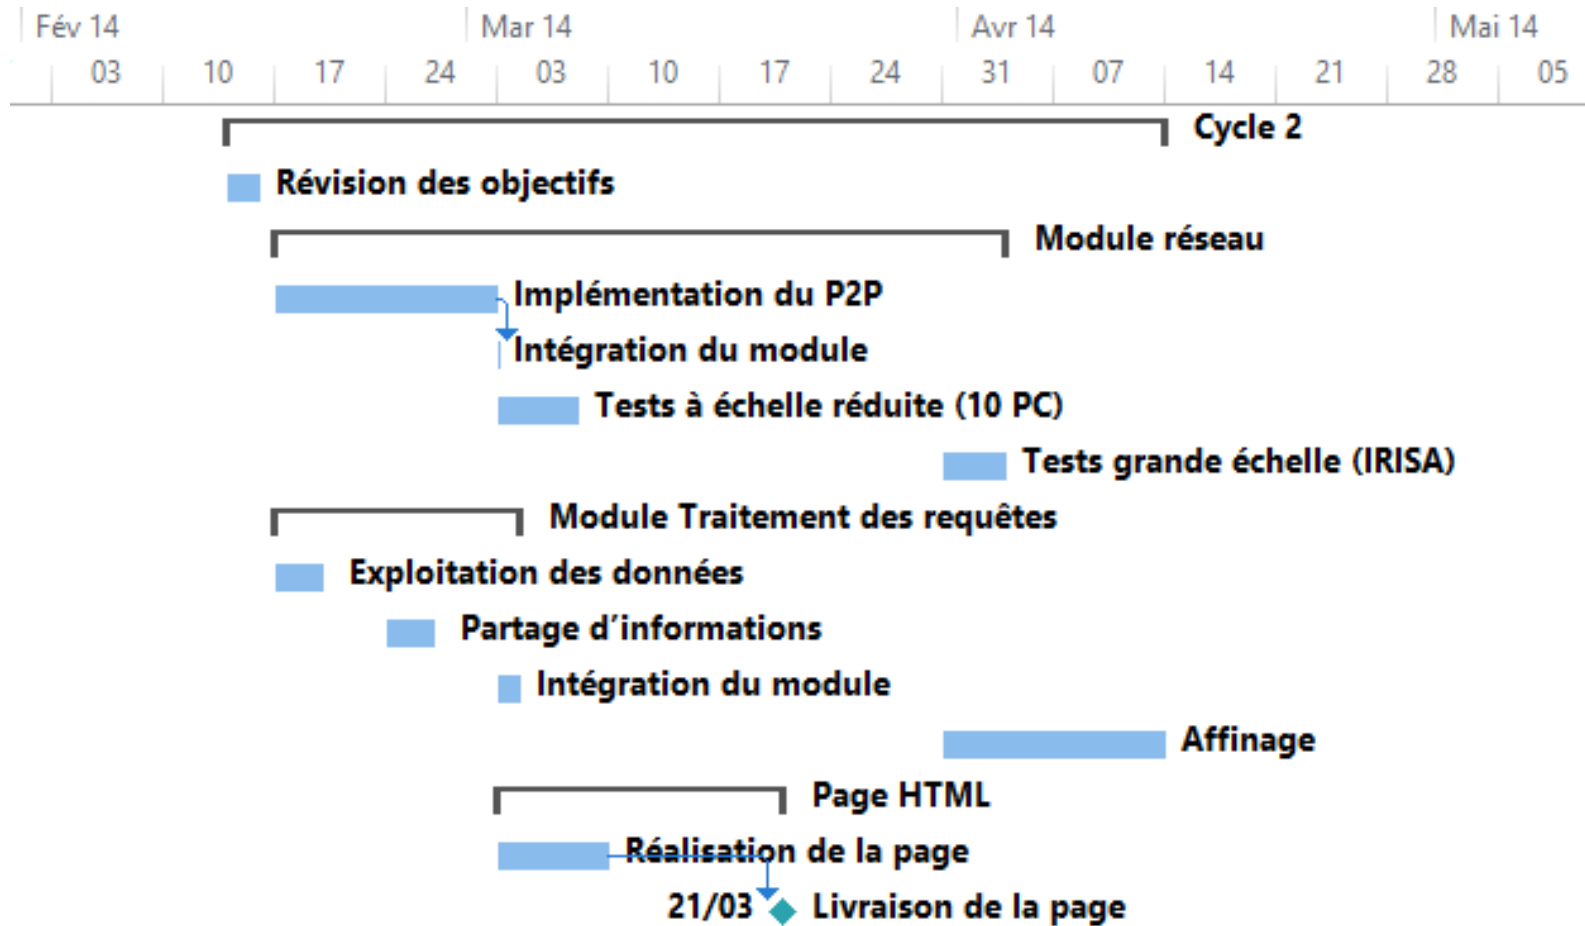 Fév 14 Mar 14 Avr 14 Mai 14
03 10 17 24 03 10 17 24 31 07 14 21 28 05
Cycle 2
Révision des objectifs
Module réseau
Implémentation du P2P
Intégration du module
Tests à échelle réduite (10 PC)
Tests grande échelle (IRISA)
Module Traitement des requêtes
Exploitation des données
Partage d’informations
Intégration du module
Affinage
Page HTML
Réalisation de la page
21/03 Livraison de la page